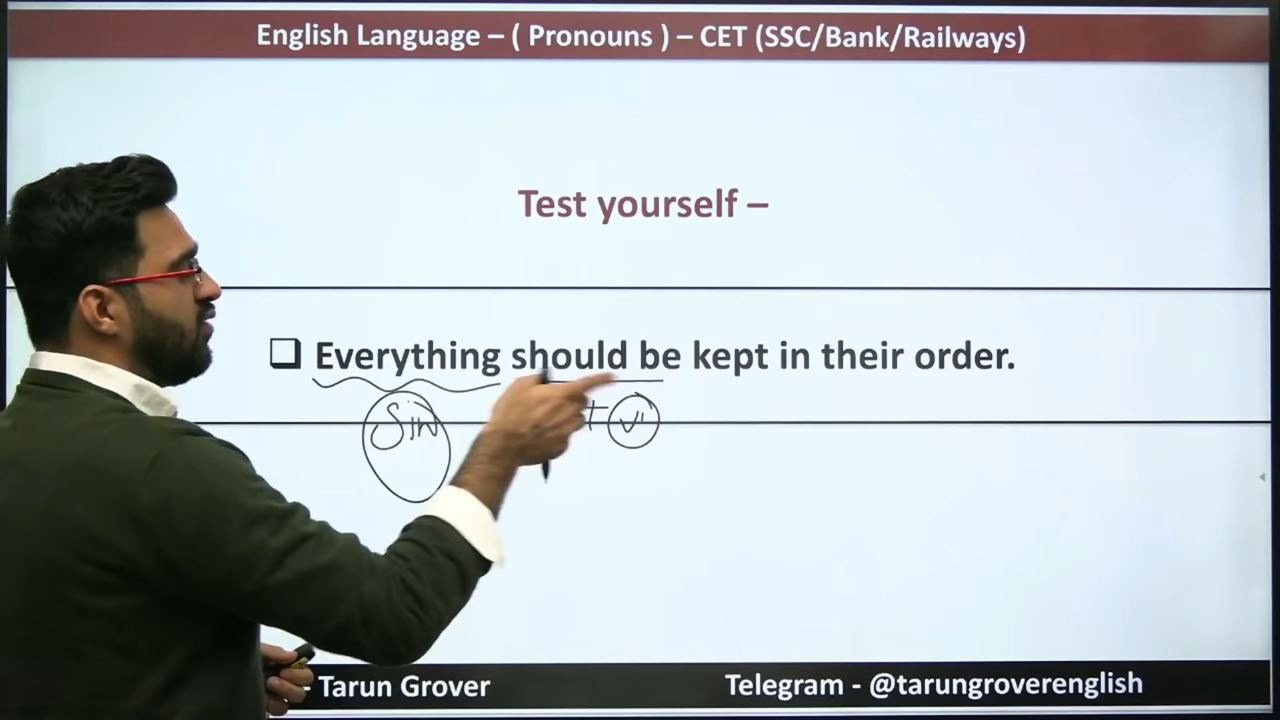 English Language – ( Pronouns ) – CET (SSC/Bank/Railways)
Test yourself –
❑ Everything should be kept in their order.
Sin
+ v1
- Tarun Grover
Telegram - @tarungroverenglish